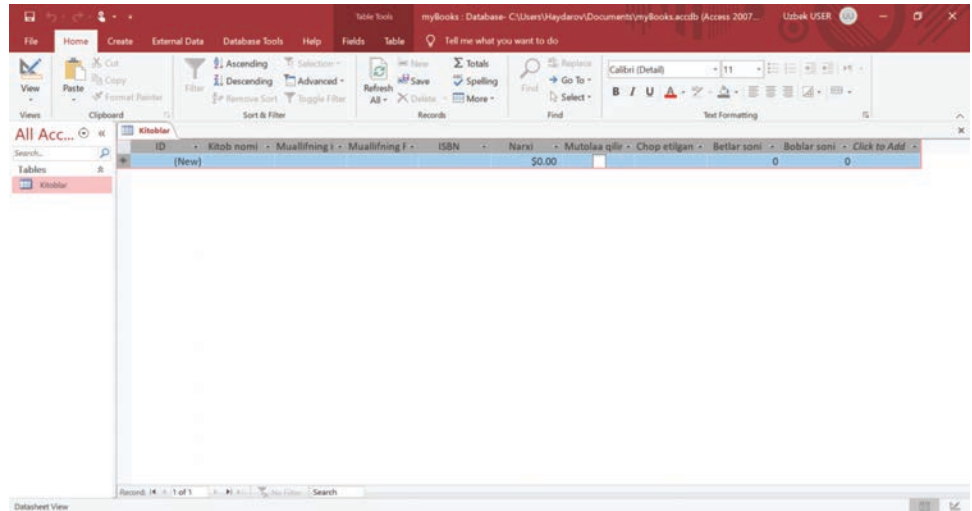 Table Tools myBooks : Database- C:\Users\Haydarov\Documents\myBooks.accdb (Access 2007... Uzbek USER UU
File Home Create External Data Database Tools Help Fields Table Tell me what you want to do
View
Views
Paste
Cut
Copy
Format Painter
Clipboard
Filter
Ascending
Descending
Remove Sort
Selection
Advanced
Toggle Filter
Sort & Filter
Refresh
All
New
Save
Delete
Totals
Spelling
More
Records
Find
Replace
Go To
Select
Find
Calibri (Detail) 11
B I U A
Text Formatting
All Acc...
Search...
Tables
Kitoblar
Kitoblar
ID Kitob nomi Muallifning i Muallifning F ISBN Narxi Mutolaa qilir Chop etilgan Betlar soni Boblar soni Click to Add
(New) $0.00 0 0
Record: 1 of 1 No Filter Search
Datasheet View